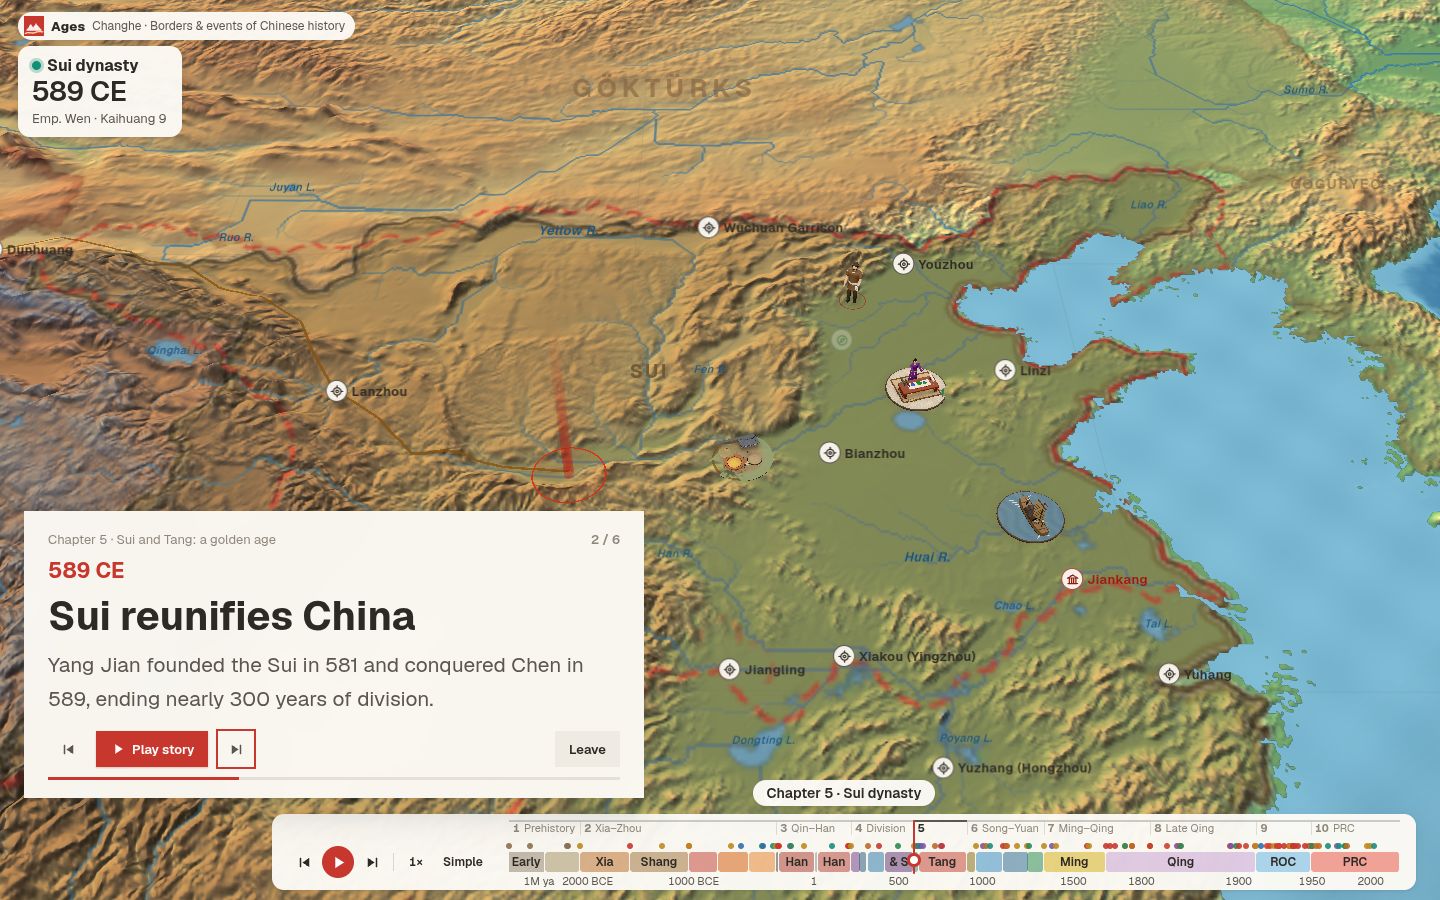 Ages Changhe · Borders & events of Chinese history
Sui dynasty
589 CE
Emp. Wen · Kaihuang 9
GÖKTÜRKS
Sumo R.
Juyan L.
GOGURYEO
Liao R.
Ruo R.
Yellow R.
Wuchuan Garrison
Dunhuang
Youzhou
Qinghai L.
SUI
Fen R.
Linzi
Lanzhou
Bianzhou
Han R.
Huai R.
Jiankang
Chao L.
Tai L.
Xiakou (Yingzhou)
Jiangling
Yuhang
Dongting L.
Poyang L.
Yuzhang (Hongzhou)
Chapter 5 · Sui and Tang: a golden age
2 / 6
589 CE
Sui reunifies China
Yang Jian founded the Sui in 581 and conquered Chen in
589, ending nearly 300 years of division.
Play story
Leave
Chapter 5 · Sui dynasty
1 Prehistory 2 Xia–Zhou 3 Qin–Han 4 Division 5 6 Song–Yuan 7 Ming–Qing 8 Late Qing 9 10 PRC
1× Simple
Early Xia Shang Han Han & S Tang Ming Qing ROC PRC
1M ya 2000 BCE 1000 BCE 1 500 1000 1500 1800 1900 1950 2000